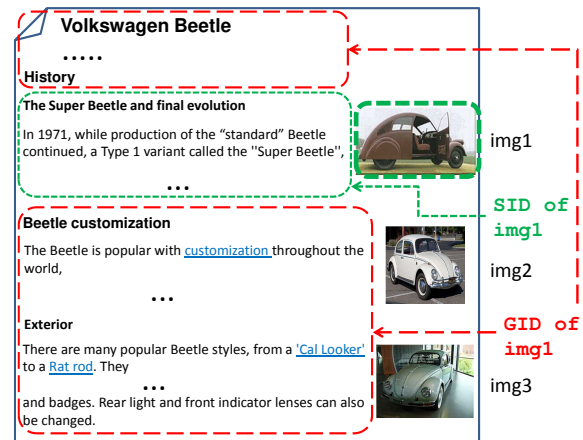 Volkswagen Beetle
.....
History
The Super Beetle and final evolution
In 1971, while production of the “standard” Beetle
continued, a Type 1 variant called the "Super Beetle",
...
img1
SID of
img1
Beetle customization
The Beetle is popular with customization throughout the
world,
...
img2
Exterior
GID of
img1
There are many popular Beetle styles, from a 'Cal Looker'
to a Rat rod. They
...
img3
and badges. Rear light and front indicator lenses can also
be changed.